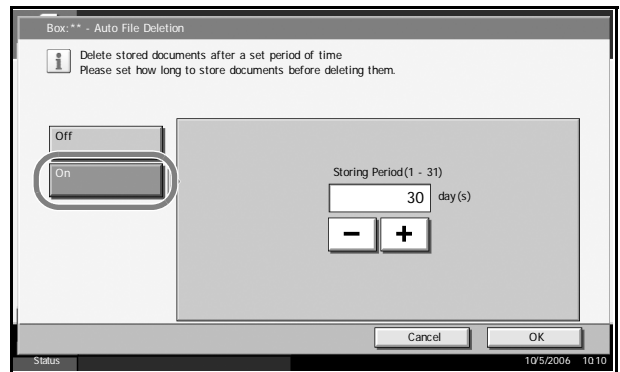 Box:** - Auto File Deletion
i
Delete stored documents after a set period of time
Please set how long to store documents before deleting them.
Off
On
Storing Period(1 - 31)
30 day(s)
− +
Cancel OK
Status 10/5/2006 10:10